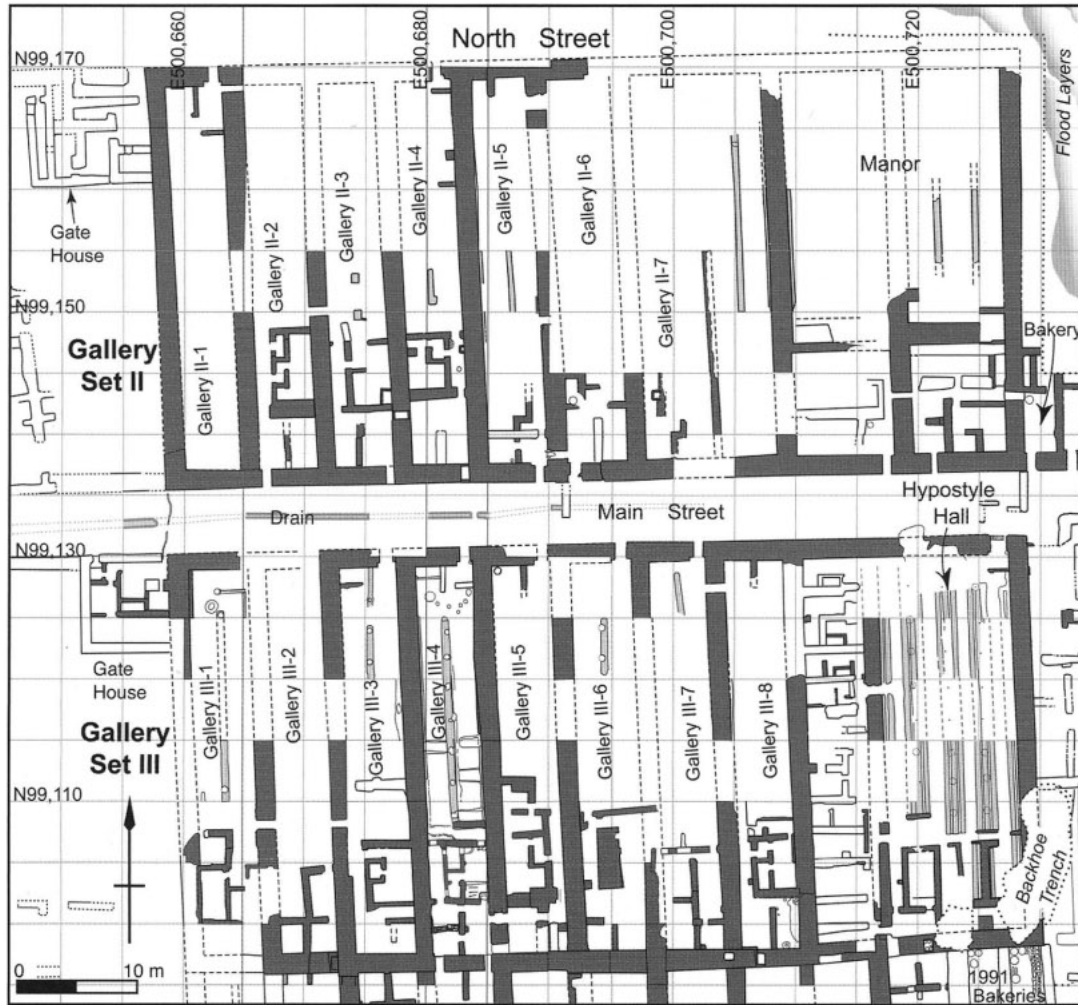 North Street
E500,660
E500,680
E500,700
E500,720
N99,170
Flood Layers
Gate
House
Gallery II-1
Gallery II-2
Gallery II-3
Gallery II-4
Gallery II-5
Gallery II-6
Gallery II-7
Manor
N99,150
Gallery
Set II
Bakery
Drain
Main Street
Hypostyle
Hall
N99,130
Gate
House
Gallery III-1
Gallery III-2
Gallery III-3
Gallery III-4
Gallery III-5
Gallery III-6
Gallery III-7
Gallery III-8
Gallery
Set III
N99,110
Backhoe
Trench
0 10 m
1991
Bakeries